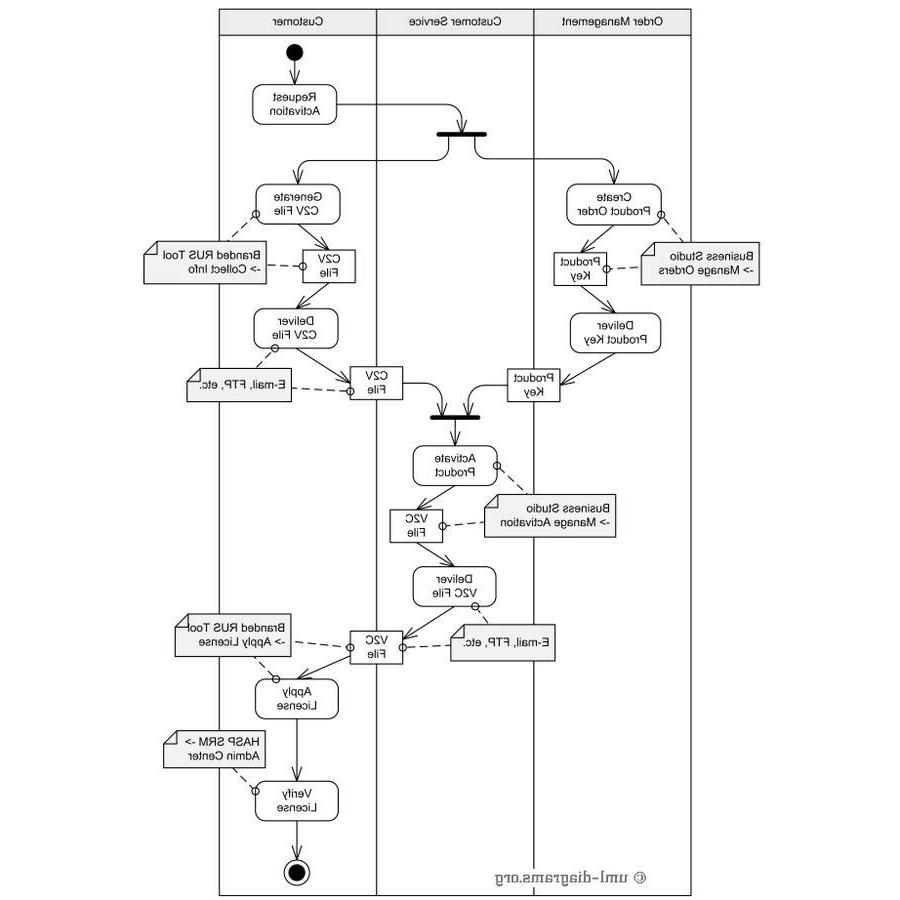 Customer
Customer Service
Order Management
Request
Activation
Generate
C2V File
Create
Product Order
Branded RUS Tool
-> Collect Info
C2V
File
Product
Key
Business Studio
-> Manage Orders
Deliver
C2V File
Deliver
Product Key
E-mail, FTP, etc.
C2V
File
Product
Key
Activate
Product
V2C
File
Business Studio
-> Manage Activation
Deliver
V2C File
Branded RUS Tool
-> Apply License
V2C
File
E-mail, FTP, etc.
Apply
License
HASP SRM ->
Admin Center
Verify
License
© uml-diagrams.org